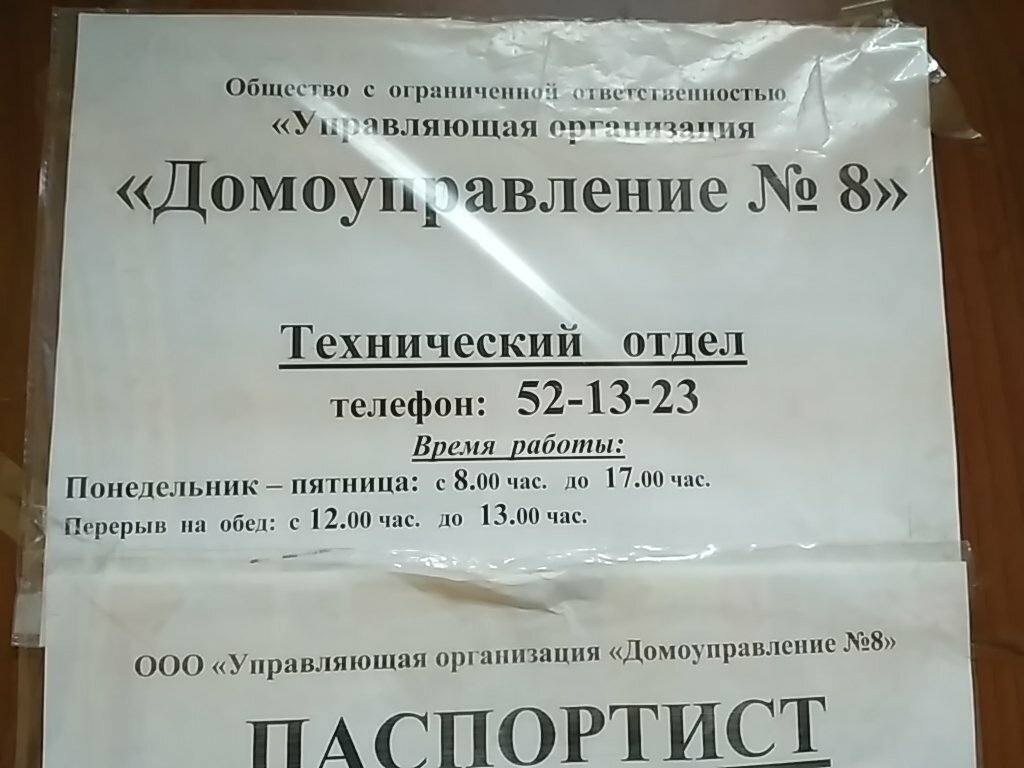 Общество с ограниченной ответственностью
«Управляющая организация
«Домоуправление № 8»
Технический отдел
телефон: 52-13-23
Время работы:
Понедельник – пятница: с 8.00 час. до 17.00 час.
Перерыв на обед: с 12.00 час. до 13.00 час.
ООО «Управляющая организация «Домоуправление №8»
ПАСПОРТИСТ